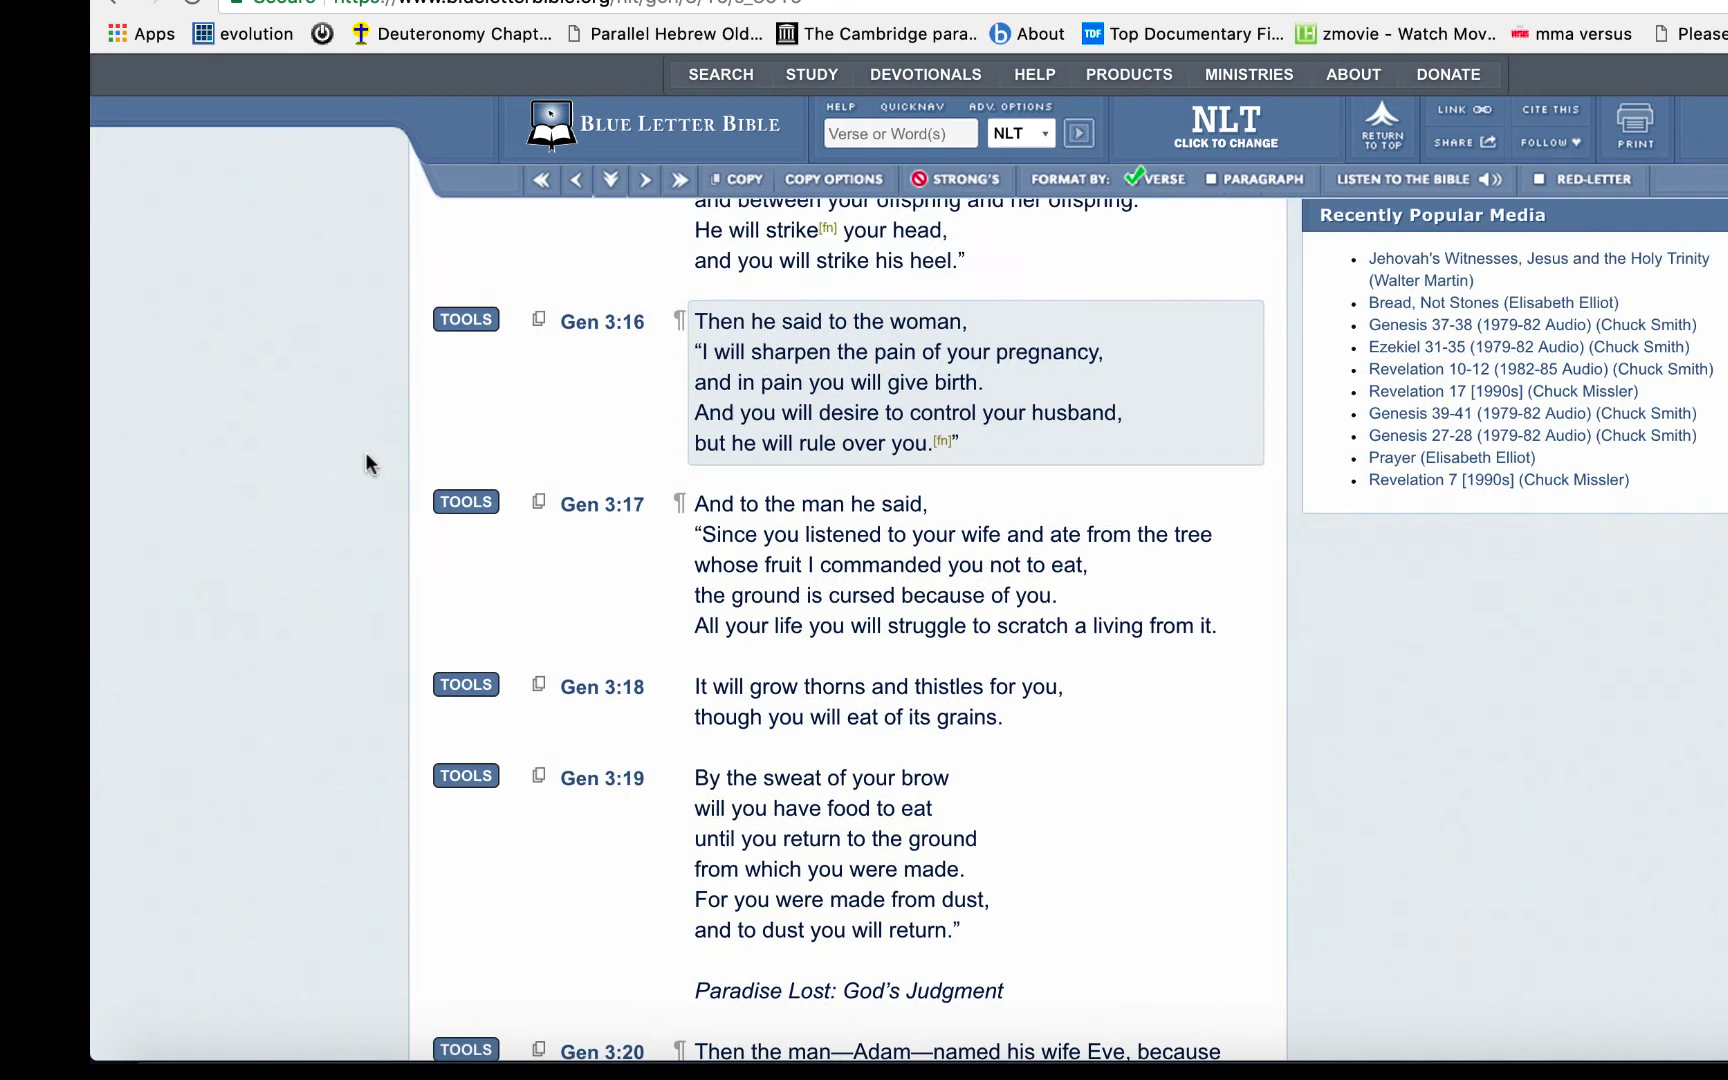 Apps evolution Deuteronomy Chapt... Parallel Hebrew Old... The Cambridge para.. About TDF Top Documentary Fi... zmovie - Watch Mov.. mma versus Please
SEARCH STUDY DEVOTIONALS HELP PRODUCTS MINISTRIES ABOUT DONATE
HELP QUICKNAV ADV. OPTIONS
BLUE LETTER BIBLE
Verse or Word(s) NLT
NLT
CLICK TO CHANGE
RETURN TO TOP
LINK CITE THIS
SHARE FOLLOW
PRINT
COPY COPY OPTIONS STRONG'S FORMAT BY: VERSE PARAGRAPH LISTEN TO THE BIBLE RED-LETTER
and between your offspring and her offspring.
He will strike[fn] your head,
and you will strike his heel.”
TOOLS Gen 3:16 ¶ Then he said to the woman,
“I will sharpen the pain of your pregnancy,
and in pain you will give birth.
And you will desire to control your husband,
but he will rule over you.[fn]”
TOOLS Gen 3:17 ¶ And to the man he said,
“Since you listened to your wife and ate from the tree
whose fruit I commanded you not to eat,
the ground is cursed because of you.
All your life you will struggle to scratch a living from it.
TOOLS Gen 3:18 It will grow thorns and thistles for you,
though you will eat of its grains.
TOOLS Gen 3:19 By the sweat of your brow
will you have food to eat
until you return to the ground
from which you were made.
For you were made from dust,
and to dust you will return.”
Paradise Lost: God’s Judgment
TOOLS Gen 3:20 ¶ Then the man—Adam—named his wife Eve, because
Recently Popular Media
Jehovah's Witnesses, Jesus and the Holy Trinity
(Walter Martin)
Bread, Not Stones (Elisabeth Elliot)
Genesis 37-38 (1979-82 Audio) (Chuck Smith)
Ezekiel 31-35 (1979-82 Audio) (Chuck Smith)
Revelation 10-12 (1982-85 Audio) (Chuck Smith)
Revelation 17 [1990s] (Chuck Missler)
Genesis 39-41 (1979-82 Audio) (Chuck Smith)
Genesis 27-28 (1979-82 Audio) (Chuck Smith)
Prayer (Elisabeth Elliot)
Revelation 7 [1990s] (Chuck Missler)